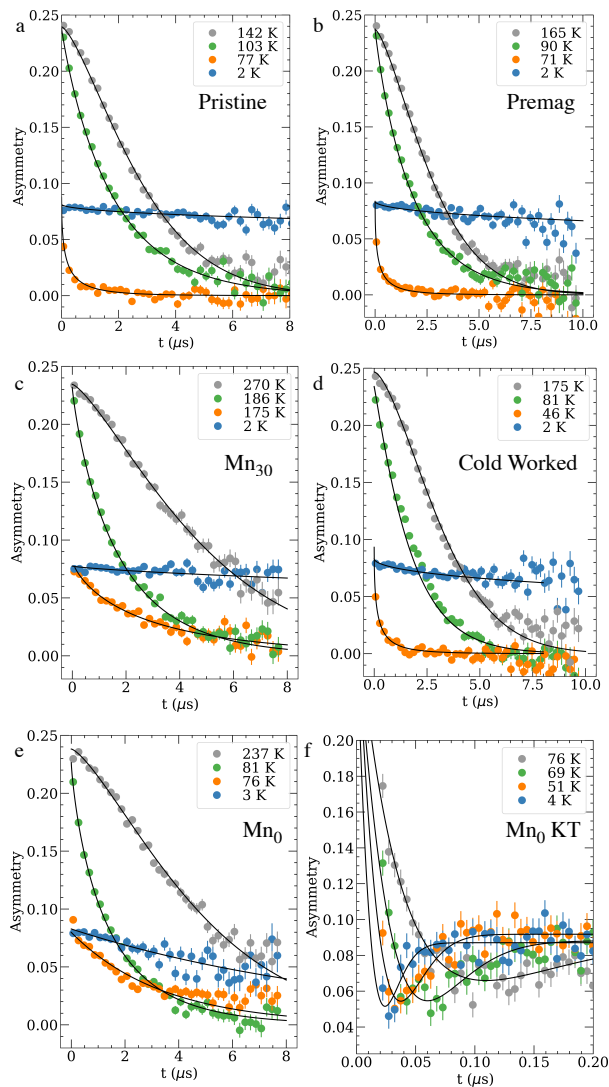 a
142 K
103 K
77 K
2 K
Pristine
Asymmetry
0.25
0.20
0.15
0.10
0.05
0.00
0
2
4
6
8
t (μs)
b
165 K
90 K
71 K
2 K
Premag
Asymmetry
0.25
0.20
0.15
0.10
0.05
0.00
0.0
2.5
5.0
7.5
10.0
t (μs)
c
270 K
186 K
175 K
2 K
Mn30
Asymmetry
0.25
0.20
0.15
0.10
0.05
0.00
0
2
4
6
8
t (μs)
d
175 K
81 K
46 K
2 K
Cold Worked
Asymmetry
0.25
0.20
0.15
0.10
0.05
0.00
0.0
2.5
5.0
7.5
10.0
t (μs)
e
237 K
81 K
76 K
3 K
Mn0
Asymmetry
0.25
0.20
0.15
0.10
0.05
0.00
0
2
4
6
8
t (μs)
f
76 K
69 K
51 K
4 K
Mn0 KT
Asymmetry
0.20
0.18
0.16
0.14
0.12
0.10
0.08
0.06
0.04
0.00
0.05
0.10
0.15
0.20
t (μs)